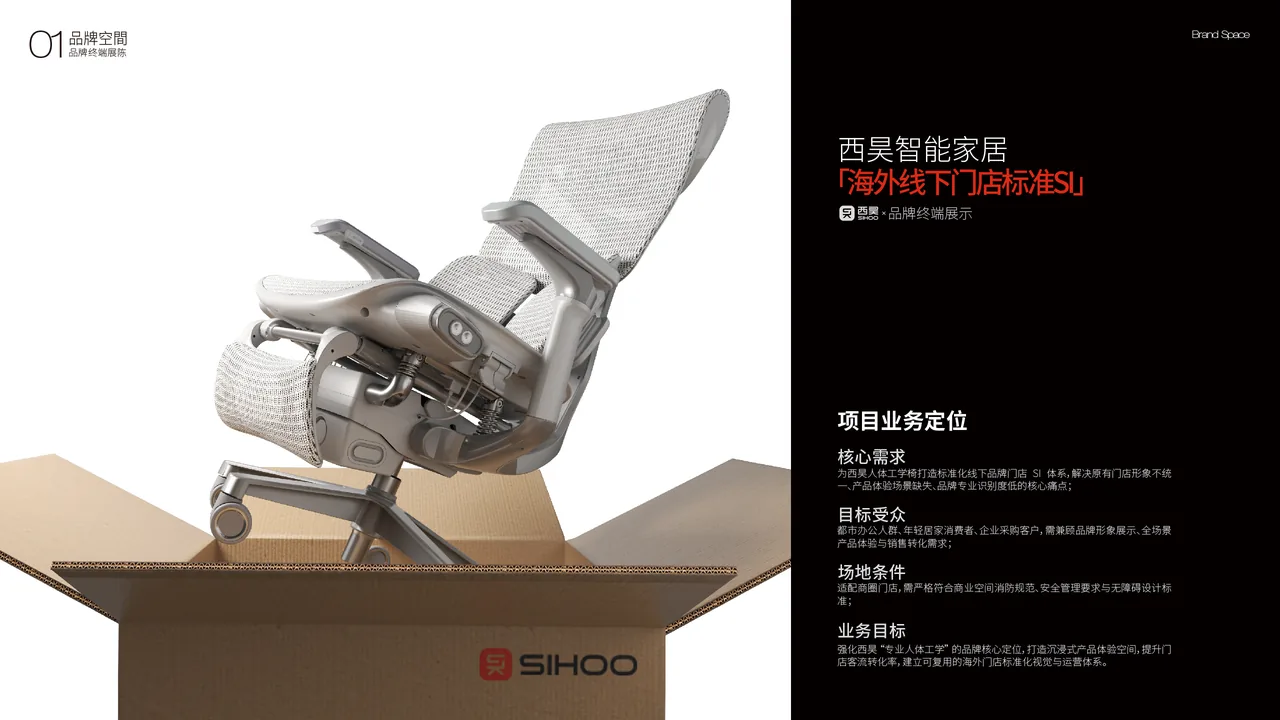 01
品牌空間
品牌终端展陈
Brand Space
西昊智能家居
「海外线下门店标准SI」
西昊 SIHOO × 品牌终端展示
项目业务定位
核心需求
为西昊人体工学椅打造标准化线下品牌门店 SI 体系,解决原有门店形象不统
一、产品体验场景缺失、品牌专业识别度低的核心痛点;
目标受众
都市办公人群、年轻居家消费者、企业采购客户,需兼顾品牌形象展示、全场景
产品体验与销售转化需求;
场地条件
适配商圈门店,需严格符合商业空间消防规范、安全管理要求与无障碍设计标
准;
业务目标
强化西昊“专业人体工学”的品牌核心定位,打造沉浸式产品体验空间,提升门
店客流转化率,建立可复用的海外门店标准化视觉与运营体系。
SIHOO